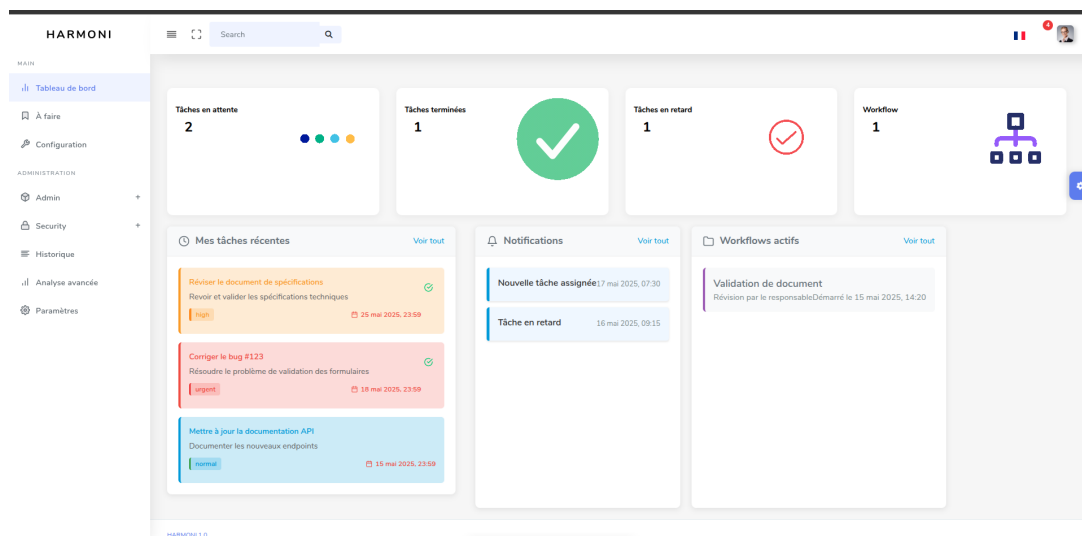 HARMONI
Search
4
MAIN
Tableau de bord
À faire
Configuration
ADMINISTRATION
Admin +
Security +
Historique
Analyse avancée
Paramètres
Tâches en attente
2
Tâches terminées
1
Tâches en retard
1
Workflow
1
Mes tâches récentes Voir tout
Réviser le document de spécifications
Revoir et valider les spécifications techniques
high 25 mai 2025, 23:59
Corriger le bug #123
Résoudre le problème de validation des formulaires
urgent 18 mai 2025, 23:59
Mettre à jour la documentation API
Documenter les nouveaux endpoints
normal 15 mai 2025, 23:59
Notifications Voir tout
Nouvelle tâche assignée 17 mai 2025, 07:30
Tâche en retard 16 mai 2025, 09:15
Workflows actifs Voir tout
Validation de document
Révision par le responsableDémarré le 15 mai 2025, 14:20
HARMONI 1.0